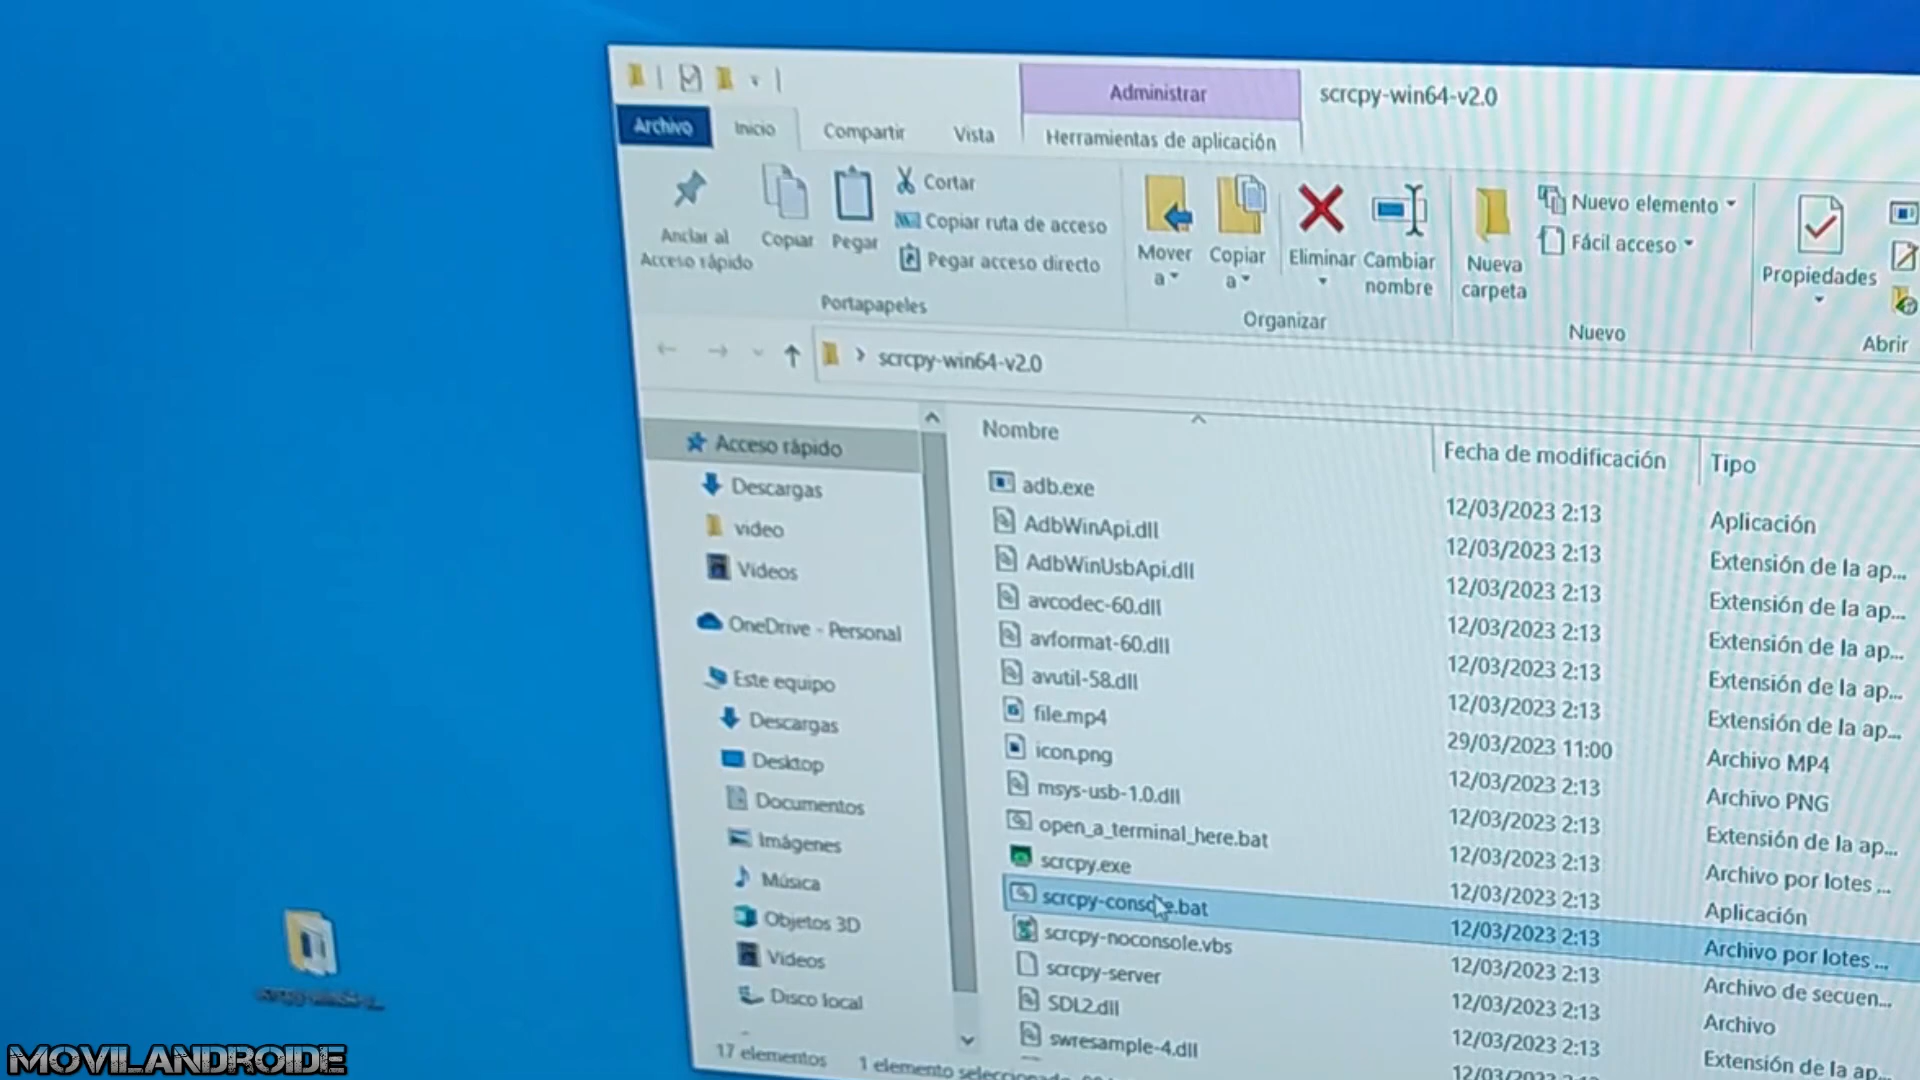 Administrar
scrcpy-win64-v2.0
Archivo
Inicio
Compartir
Vista
Herramientas de aplicación
Anclar al
Acceso rápido
Copiar
Pegar
Cortar
Copiar ruta de acceso
Pegar acceso directo
Portapapeles
Mover
a
Copiar
a
Eliminar
Cambiar
nombre
Organizar
Nueva
carpeta
Nuevo elemento
Fácil acceso
Nuevo
Propiedades
Abrir
scrcpy-win64-v2.0
Acceso rápido
Descargas
video
Videos
OneDrive - Personal
Este equipo
Descargas
Desktop
Documentos
Imágenes
Música
Objetos 3D
Videos
Disco local
Nombre
Fecha de modificación
Tipo
adb.exe
12/03/2023 2:13
Aplicación
AdbWinApi.dll
12/03/2023 2:13
Extensión de la ap...
AdbWinUsbApi.dll
12/03/2023 2:13
Extensión de la ap...
avcodec-60.dll
12/03/2023 2:13
Extensión de la ap...
avformat-60.dll
12/03/2023 2:13
Extensión de la ap...
avutil-58.dll
12/03/2023 2:13
Extensión de la ap...
file.mp4
29/03/2023 11:00
Archivo MP4
icon.png
12/03/2023 2:13
Archivo PNG
msys-usb-1.0.dll
12/03/2023 2:13
Extensión de la ap...
open_a_terminal_here.bat
12/03/2023 2:13
Archivo por lotes ...
scrcpy.exe
12/03/2023 2:13
Aplicación
scrcpy-console.bat
12/03/2023 2:13
Archivo por lotes ...
scrcpy-noconsole.vbs
12/03/2023 2:13
Archivo de secuen...
scrcpy-server
12/03/2023 2:13
Archivo
SDL2.dll
12/03/2023 2:13
Extensión de la ap...
swresample-4.dll
12/03/2023 2:13
17 elementos
1 elemento seleccionado
MOVILANDROIDE